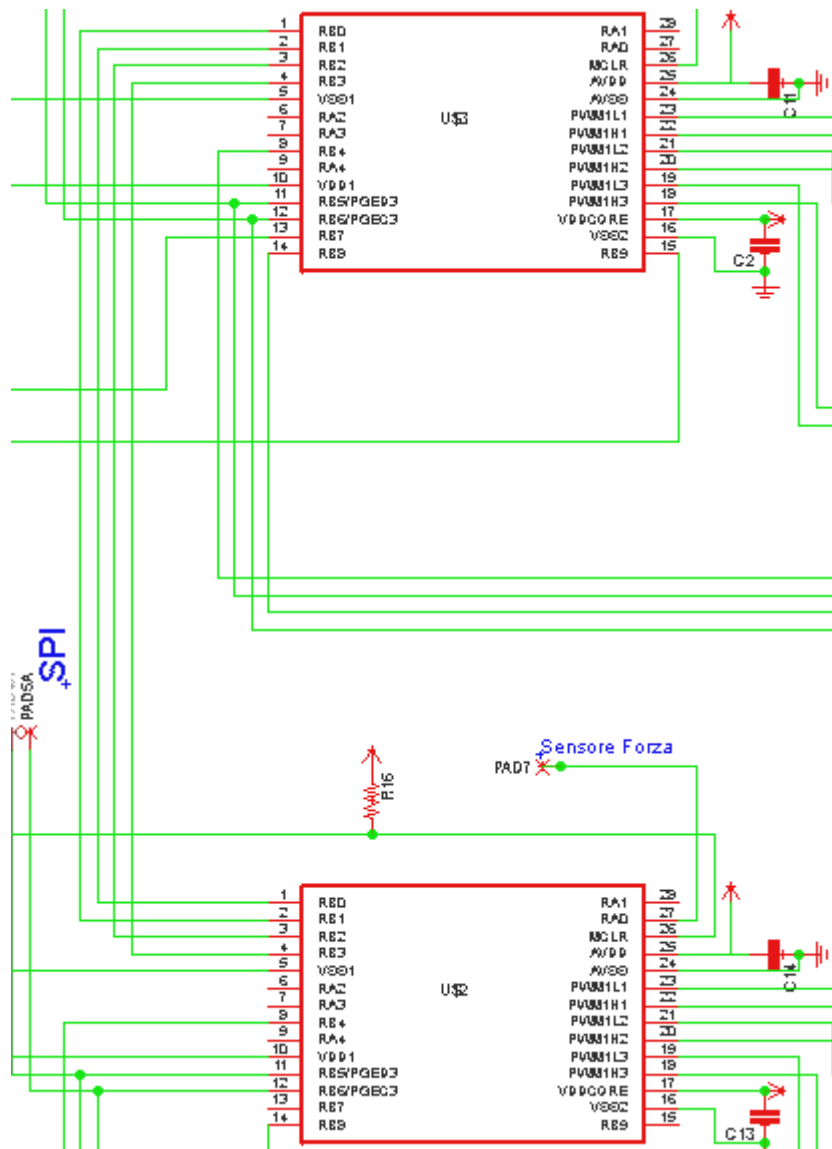 1 RB0 RA1 28
2 RB1 RA0 27
3 RB2 MCLR 26
4 RB3 AVDD 25
5 VSS1 AVSS 24
6 RA2 PWM1L1 23
7 RA3 PWM1H1 22
8 RB4 PWM1L2 21
9 RA4 PWM1H2 20
10 VDD1 PWM1L3 19
11 RB5/PGED3 PWM1H3 18
12 RB6/PGEC3 VDDCORE 17
13 RB7 VSS2 16
14 RB8 RB9 15
U$3
C11
C2
SPI
PAD5A
R16
Sensore Forza
PAD7
1 RB0 RA1 28
2 RB1 RA0 27
3 RB2 MCLR 26
4 RB3 AVDD 25
5 VSS1 AVSS 24
6 RA2 PWM1L1 23
7 RA3 PWM1H1 22
8 RB4 PWM1L2 21
9 RA4 PWM1H2 20
10 VDD1 PWM1L3 19
11 RB5/PGED3 PWM1H3 18
12 RB6/PGEC3 VDDCORE 17
13 RB7 VSS2 16
14 RB8 RB9 15
U$2
C14
C13